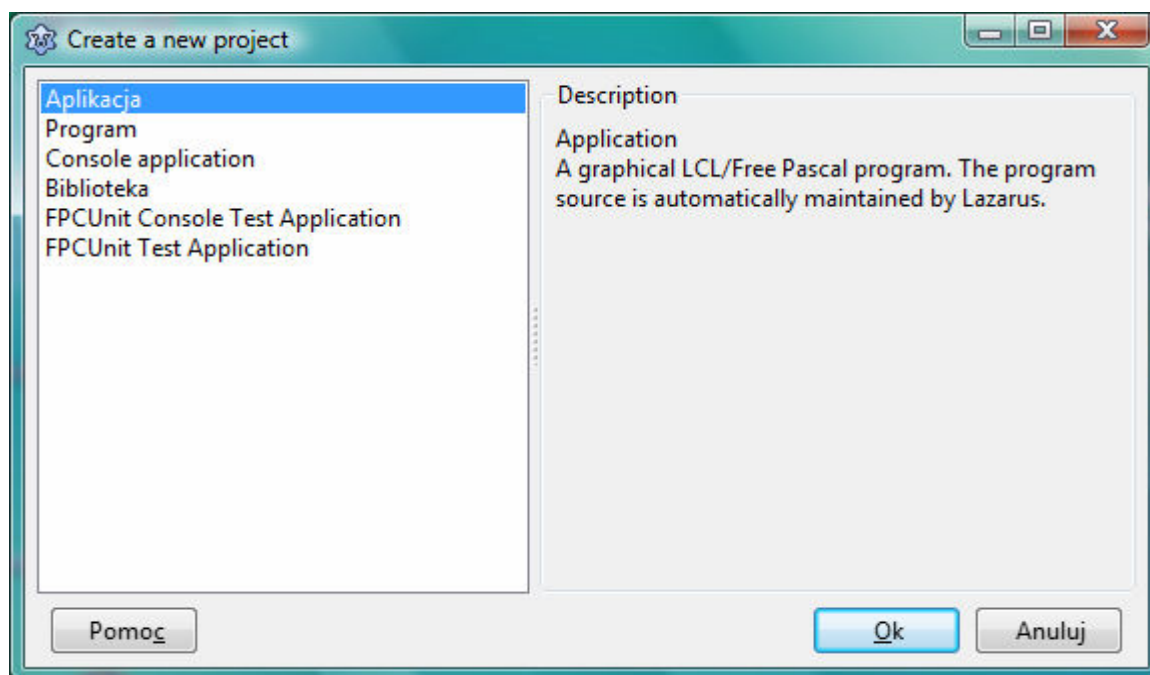 Create a new project
Aplikacja
Program
Console application
Biblioteka
FPCUnit Console Test Application
FPCUnit Test Application
Description
Application
A graphical LCL/Free Pascal program. The program
source is automatically maintained by Lazarus.
Pomoc
Ok
Anuluj